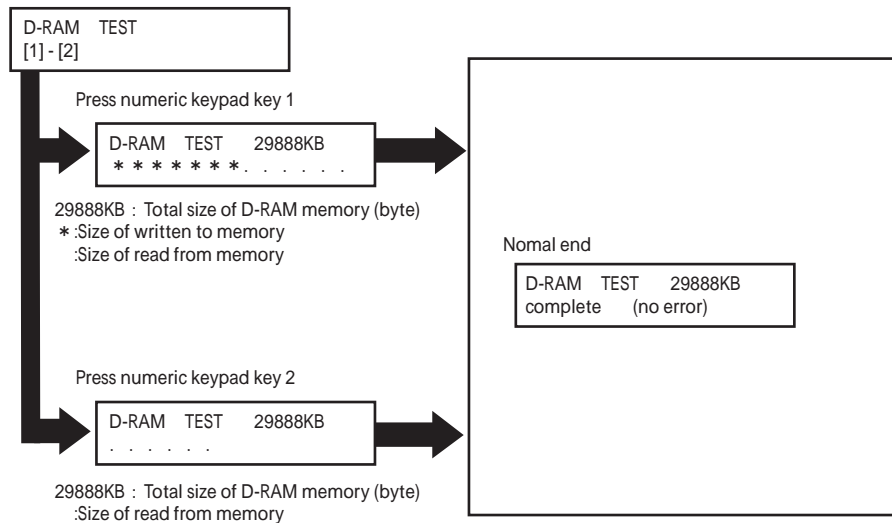 D-RAM TEST
[1] - [2]
Press numeric keypad key 1
D-RAM TEST 29888KB
* * * * * * * . . . . . .
29888KB : Total size of D-RAM memory (byte)
* :Size of written to memory
:Size of read from memory
Nomal end
D-RAM TEST 29888KB
complete (no error)
Press numeric keypad key 2
D-RAM TEST 29888KB
. . . . . .
29888KB : Total size of D-RAM memory (byte)
:Size of read from memory